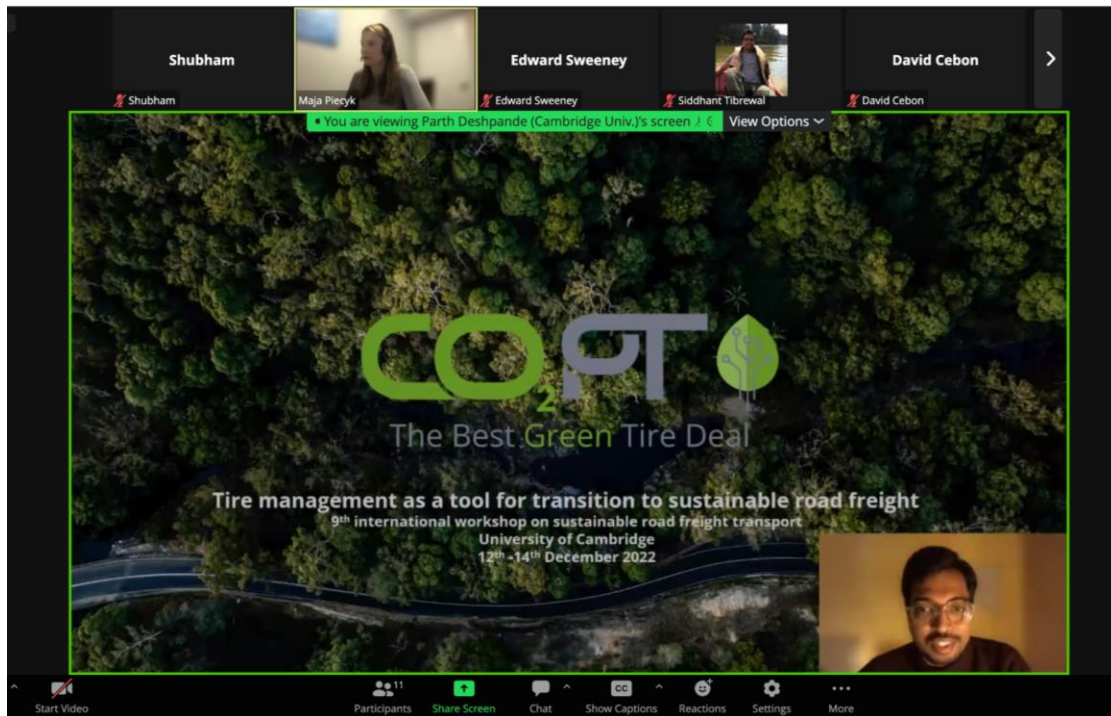 Shubham
Edward Sweeney
David Cebon
Shubham
Maja Piecyk
Edward Sweeney
Siddhant Tibrewal
David Cebon
You are viewing Parth Deshpande (Cambridge Univ.)'s screen
View Options
CO₂PT
The Best Green Tire Deal
Tire management as a tool for transition to sustainable road freight
9th international workshop on sustainable road freight transport
University of Cambridge
12th -14th December 2022
11
CC
Start Video
Participants
Share Screen
Chat
Show Captions
Reactions
Settings
More